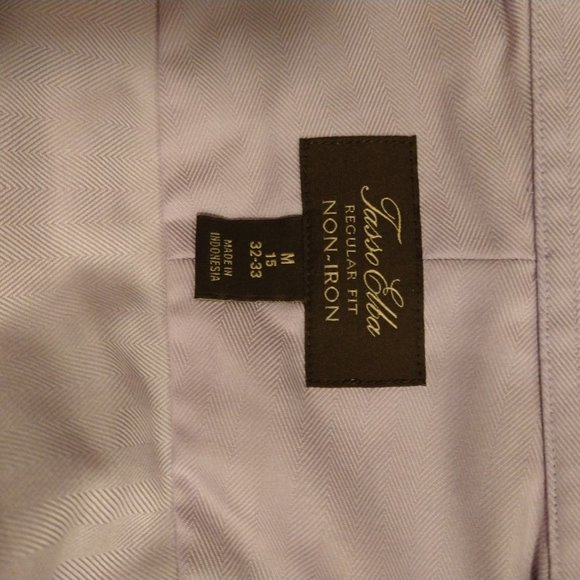 Tasso Elba
REGULAR FIT
NON-IRON
M
15
32-33
MADE IN
INDONESIA